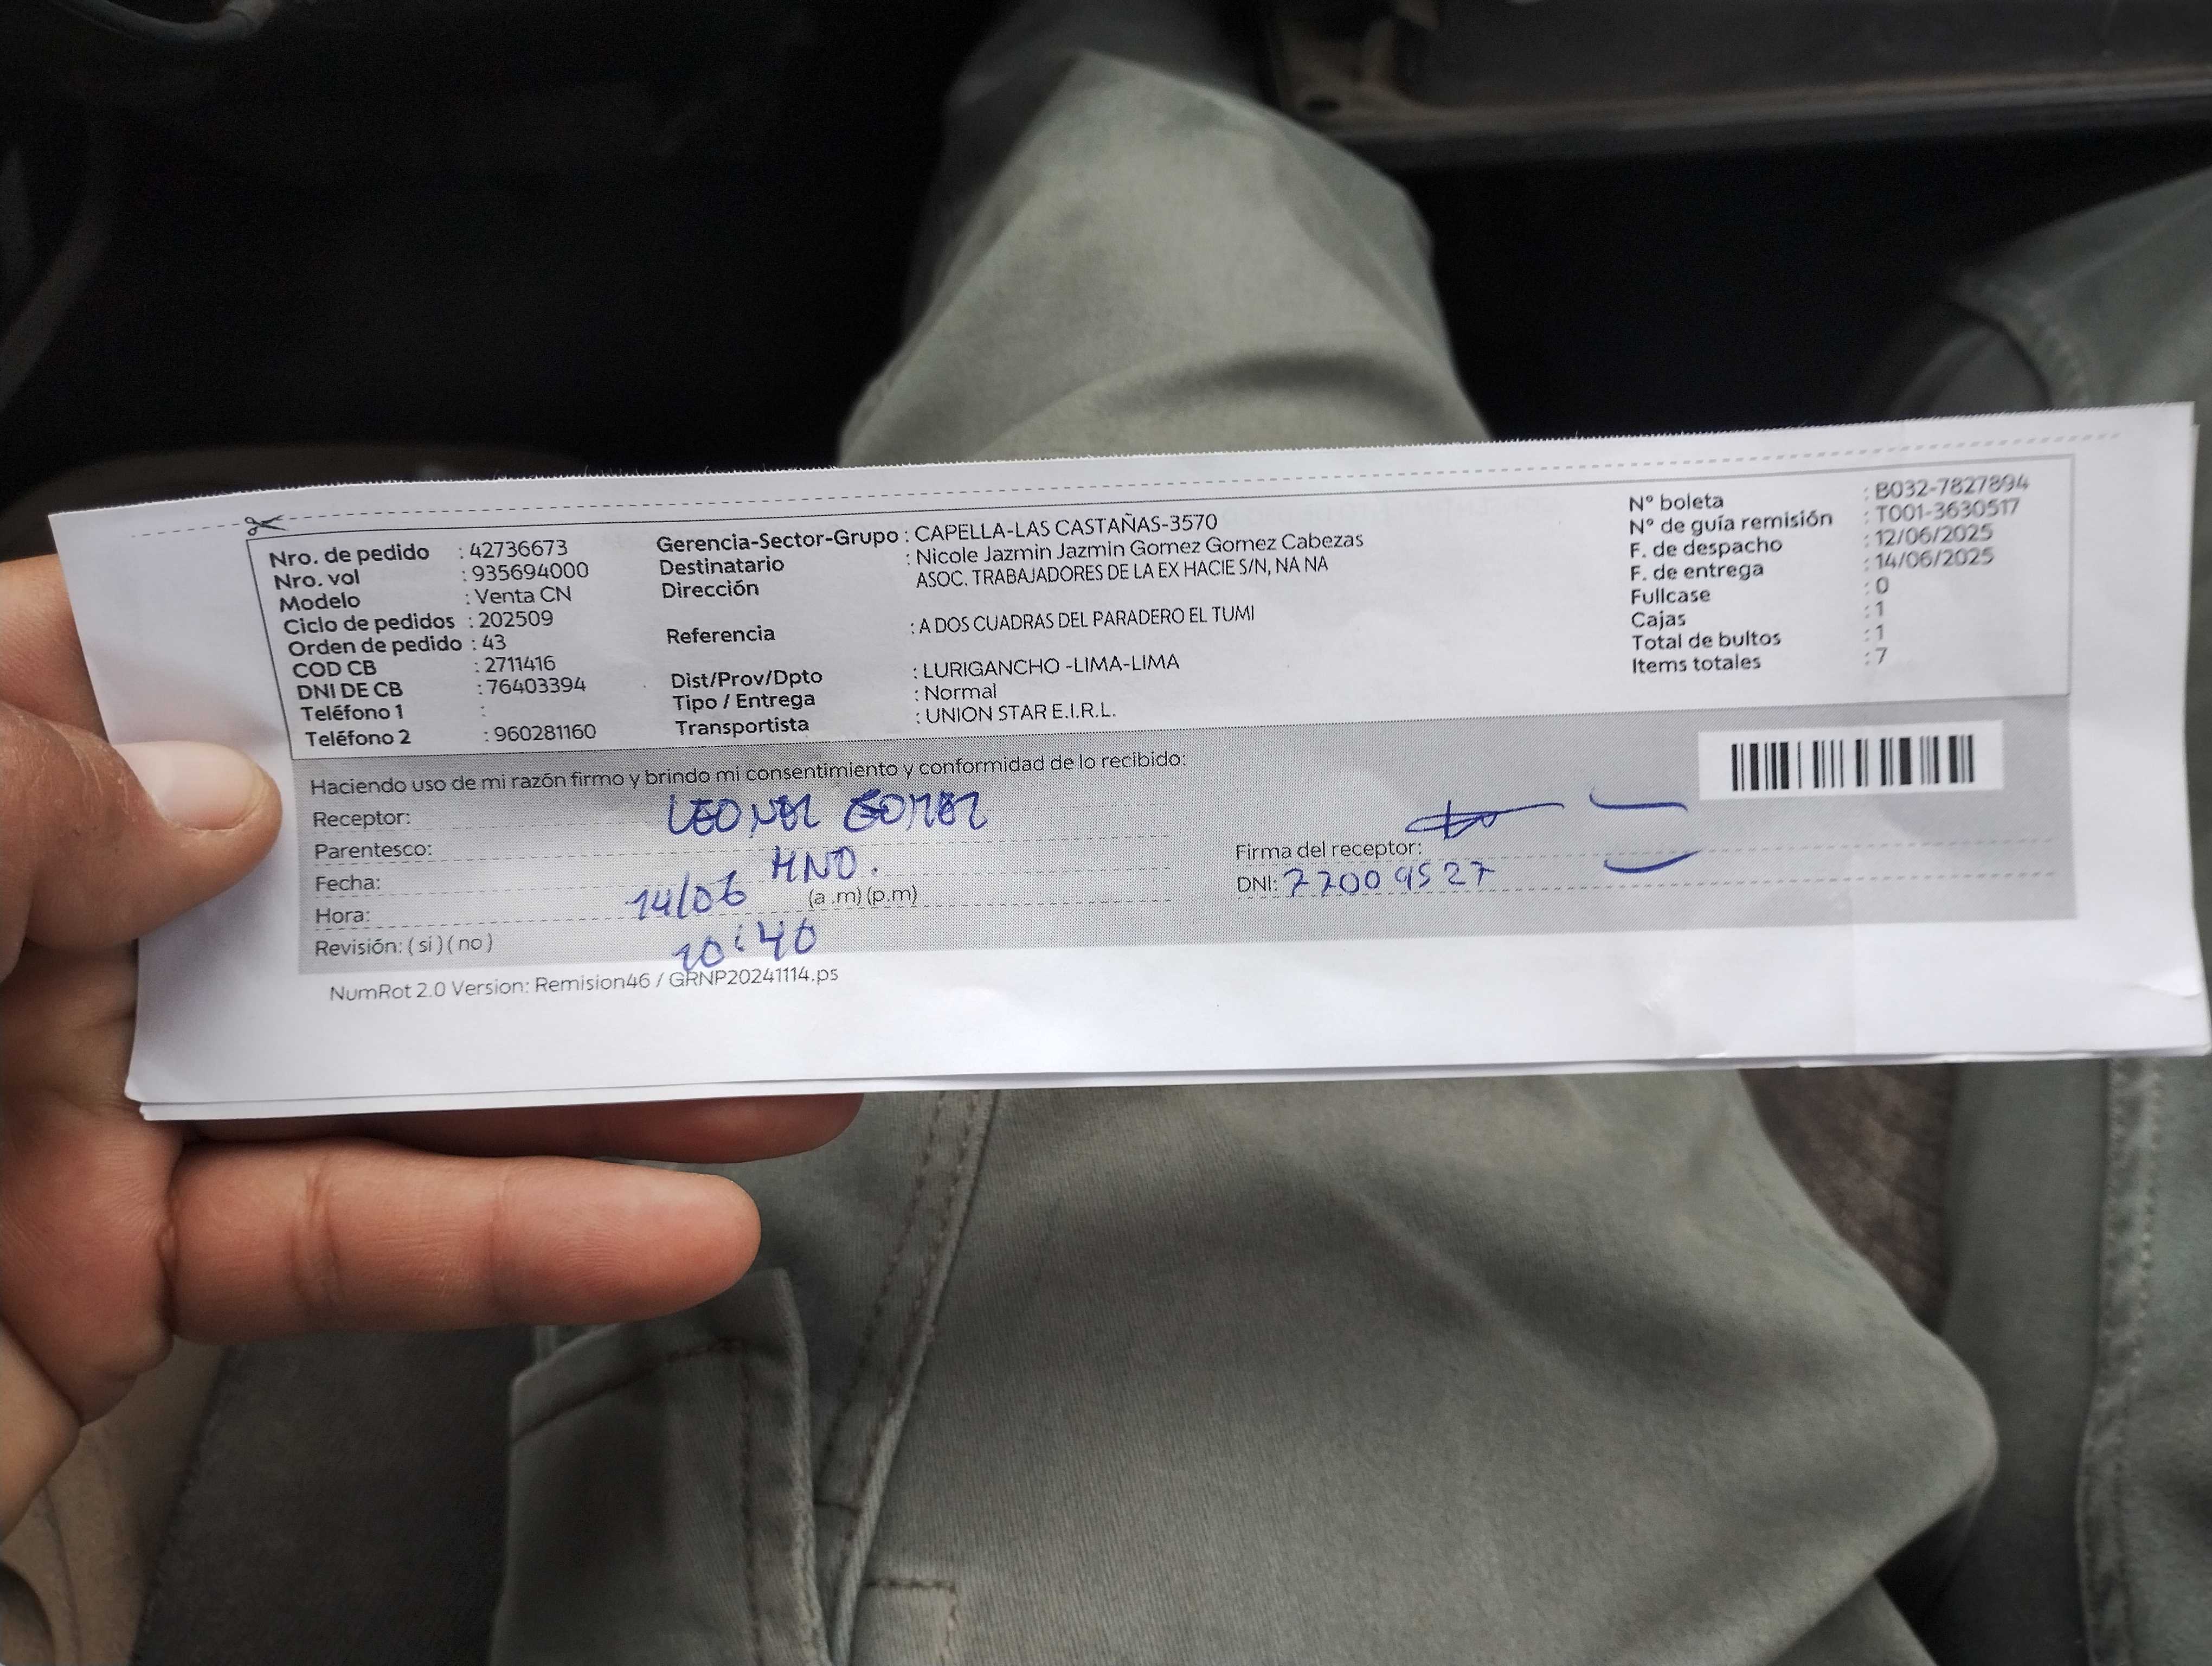 Nro. de pedido : 42736673
Nro. vol : 935694000
Modelo : Venta CN
Ciclo de pedidos : 202509
Orden de pedido : 43
COD CB : 2711416
DNI DE CB : 76403394
Teléfono 1 :
Teléfono 2 : 960281160
Gerencia-Sector-Grupo : CAPELLA-LAS CASTAÑAS-3570
Destinatario : Nicole Jazmin Jazmin Gomez Gomez Cabezas
Dirección ASOC. TRABAJADORES DE LA EX HACIE S/N, NA NA
Referencia : A DOS CUADRAS DEL PARADERO EL TUMI
Dist/Prov/Dpto : LURIGANCHO -LIMA-LIMA
Tipo / Entrega : Normal
Transportista : UNION STAR E.I.R.L.
N° boleta : B032-7827894
N° de guía remisión : T001-3630517
F. de despacho : 12/06/2025
F. de entrega : 14/06/2025
Fullcase : 0
Cajas : 1
Total de bultos : 1
Items totales : 7
Haciendo uso de mi razón firmo y brindo mi consentimiento y conformidad de lo recibido:
Receptor: LEONEL GOMEZ
Parentesco: HNO.
Fecha: 14/06
Hora: (a .m) (p.m)
10:40
Revisión: ( si ) ( no )
Firma del receptor:
DNI: 77009527
NumRot 2.0 Version: Remision46 / GRNP20241114.ps